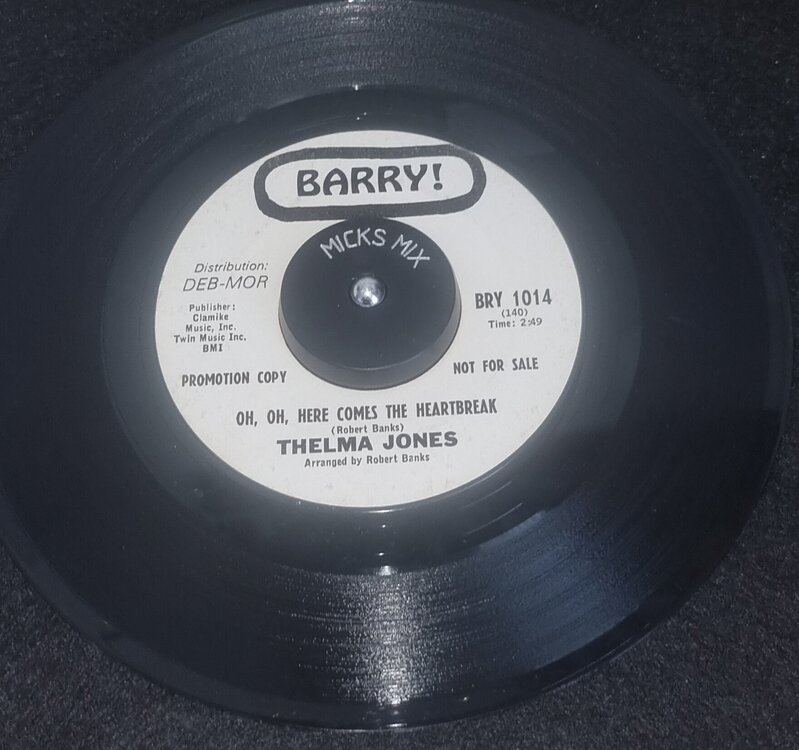 BARRY!
MICKS MIX
Distribution:
DEB-MOR
Publisher:
Clamike
Music, Inc.
Twin Music Inc.
BMI
BRY 1014
(140)
Time: 2:49
PROMOTION COPY
NOT FOR SALE
OH, OH, HERE COMES THE HEARTBREAK
(Robert Banks)
THELMA JONES
Arranged by Robert Banks